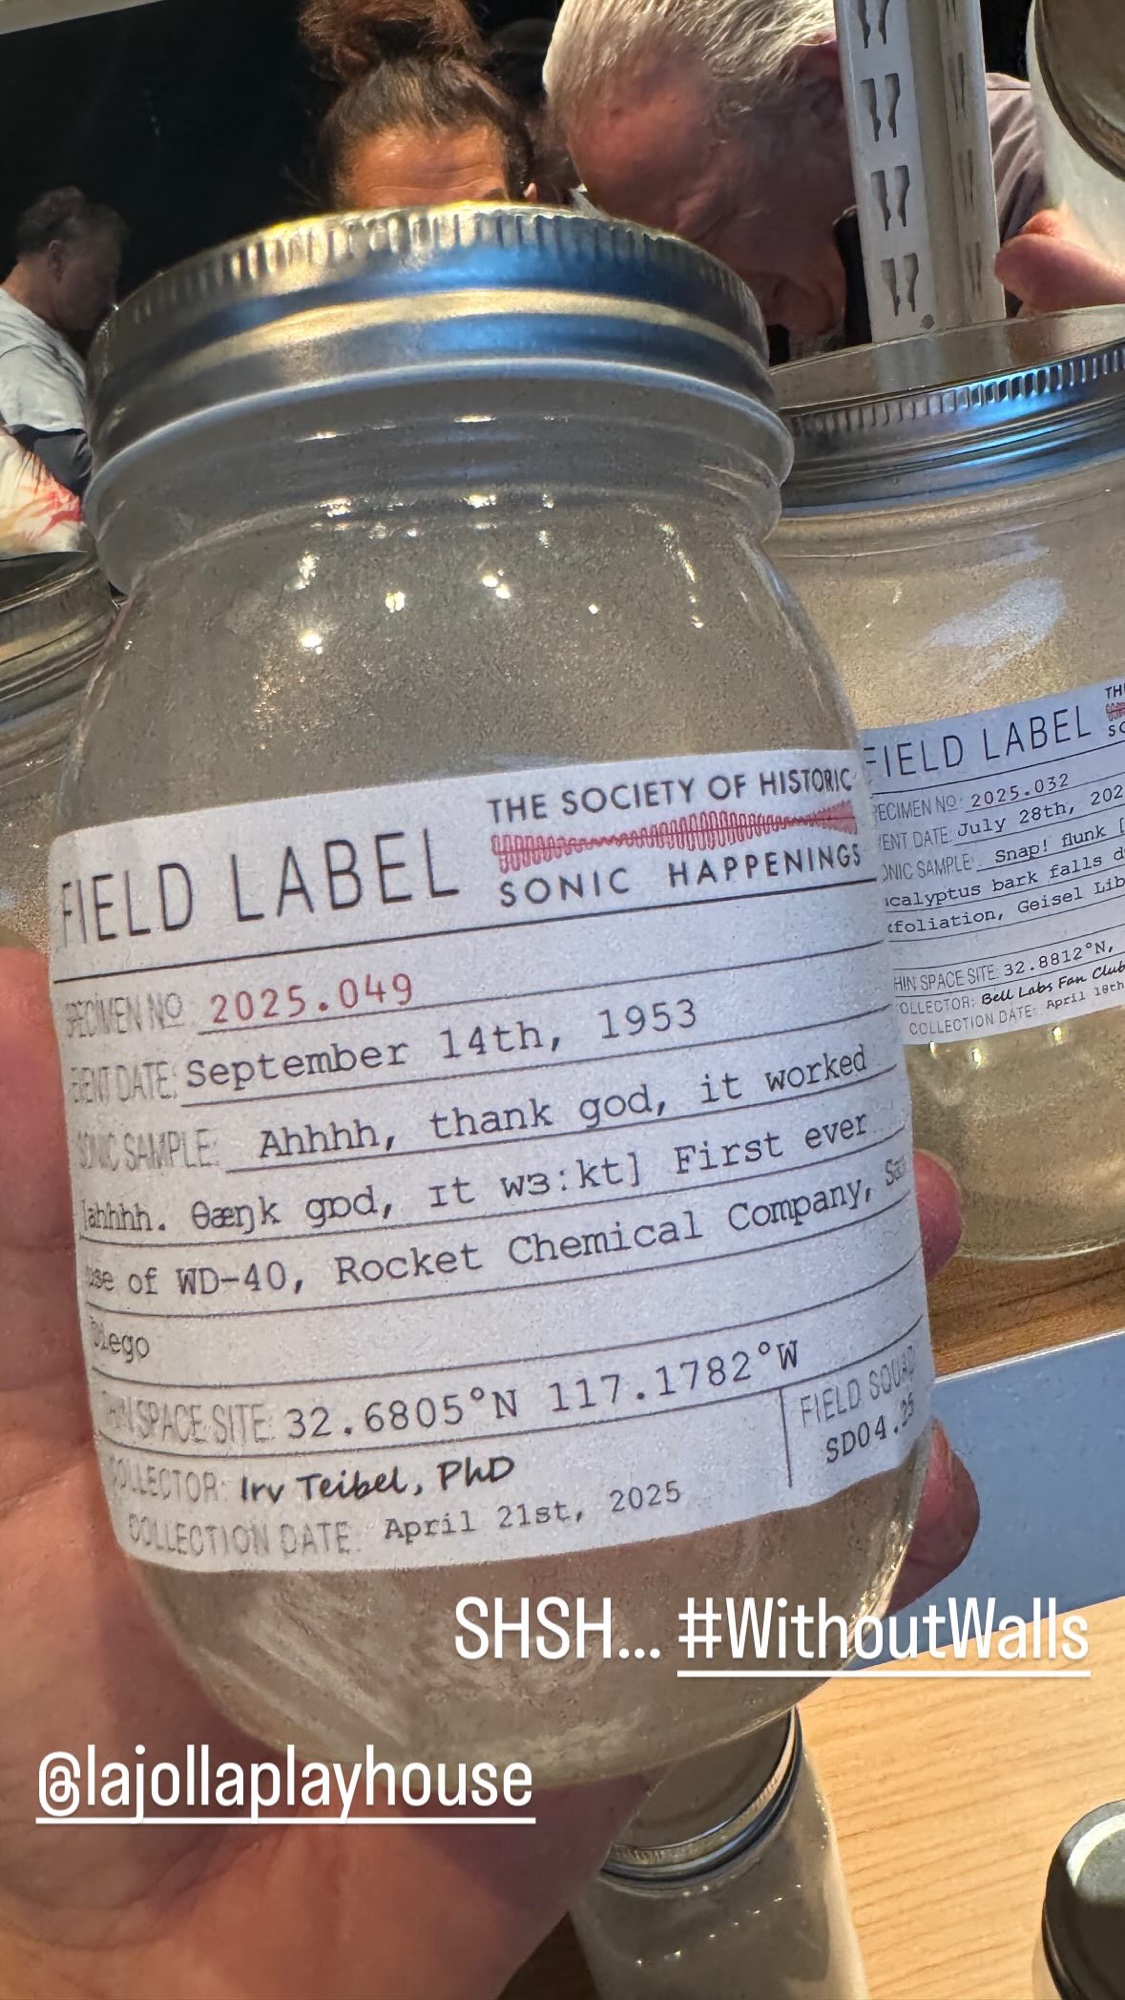 FIELD LABEL
THE SOCIETY OF HISTORIC
SONIC HAPPENINGS
SPECIMEN NO 2025.049
EVENT DATE: September 14th, 1953
SONIC SAMPLE: Ahhhh, thank god, it worked
[ahhhh. θæŋk gɒd, ɪt wɜ:kt] First ever
use of WD-40, Rocket Chemical Company, San
Diego
THIN SPACE SITE: 32.6805°N 117.1782°W
COLLECTOR: Irv Teibel, PhD
COLLECTION DATE: April 21st, 2025
FIELD SQUAD
SD04.25
FIELD LABEL
SPECIMEN NO: 2025.032
EVENT DATE: July 28th,
SONIC SAMPLE: Snap! flunk [
eucalyptus bark falls
exfoliation, Geisel
THIN SPACE SITE: 32.8812°N,
COLLECTOR: Bell Labs Fan Club
COLLECTION DATE: April 18th
SHSH... #WithoutWalls
@lajollaplayhouse